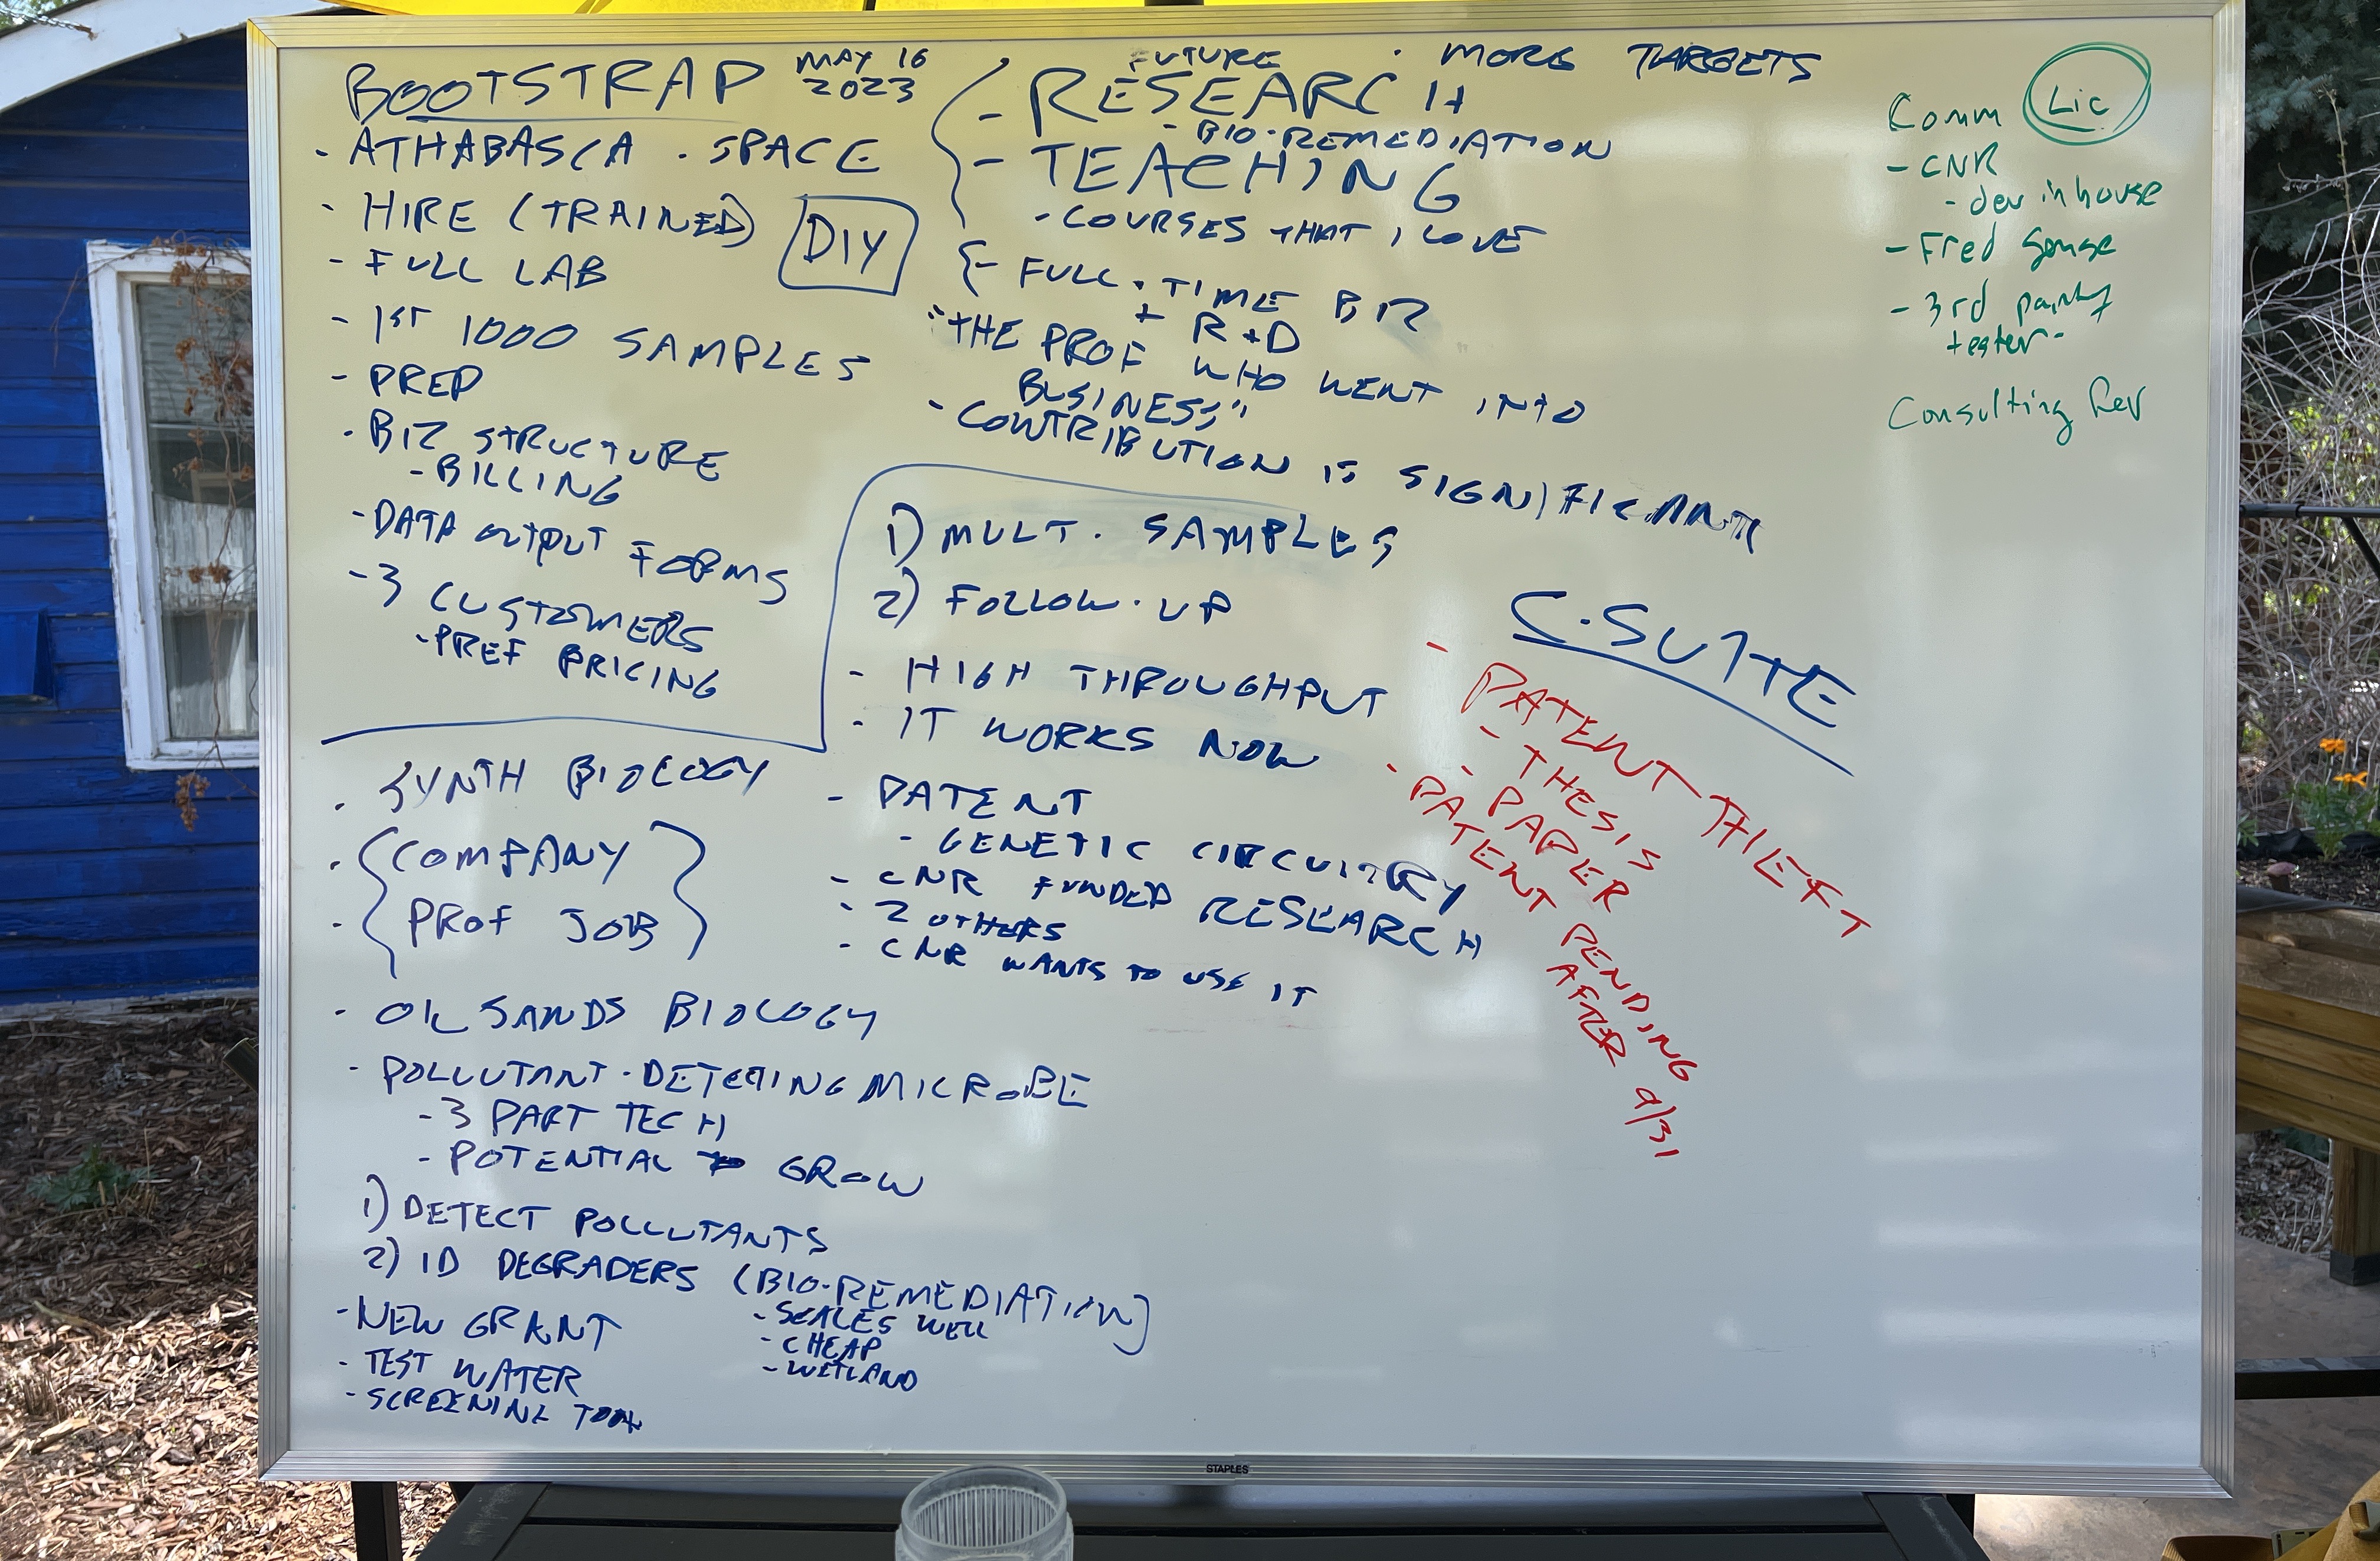 BOOTSTRAP MAY 16 2023
· ATHABASCA · SPACE
- HIRE (TRAINED) DIY
- FULL LAB
- 1ST 1000 SAMPLES
- PREP
· BIZ STRUCTURE
- BILLING
- DATA OUTPUT FORMS
- 3 CUSTOMERS
- PREF PRICING
FUTURE
- RESEARCH
· MORE TARGETS
- BIO-REMEDIATION
- TEACHING
- COURSES THAT I LOVE
- FULL-TIME BIZ
+ R+D
"THE PROF WHO WENT INTO
BUSINESS"
- CONTRIBUTION IS SIGNIFICANT
Comm Lic
- CNR
- dev in house
- Fred Sense
- 3rd party
tester
Consulting Rev
1) MULT. SAMPLES
2) FOLLOW-UP
- HIGH THROUGHPUT
- IT WORKS NOW
- PATENT
- GENETIC CIRCUITRY
- CNR FUNDED RESEARCH
- 2 OTHERS
- CNR WANTS TO USE IT
C-SUITE
- PATENT THEFT
- THESIS
- PAPER
- PATENT PENDING
AFTER 9/31
· SYNTH BIOLOGY
· {COMPANY
· PROF JOB}
· OIL SANDS BIOLOGY
- POLLUTANT-DETECTING MICROBE
- 3 PART TECH
- POTENTIAL TO GROW
1) DETECT POLLUTANTS
2) ID DEGRADERS (BIO-REMEDIATION)
- SCALES WELL
- CHEAP
- WETLAND
- NEW GRANT
- TEST WATER
- SCREENING TOOL
STAPLES